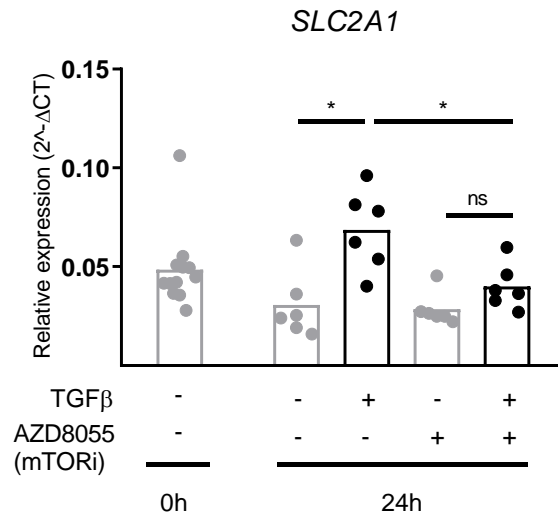 SLC2A1
Relative expression (2^-ΔCT)
0.15
0.10
0.05
* *
ns
TGFβ - - + - +
AZD8055 - - - + +
(mTORi)
0h 24h